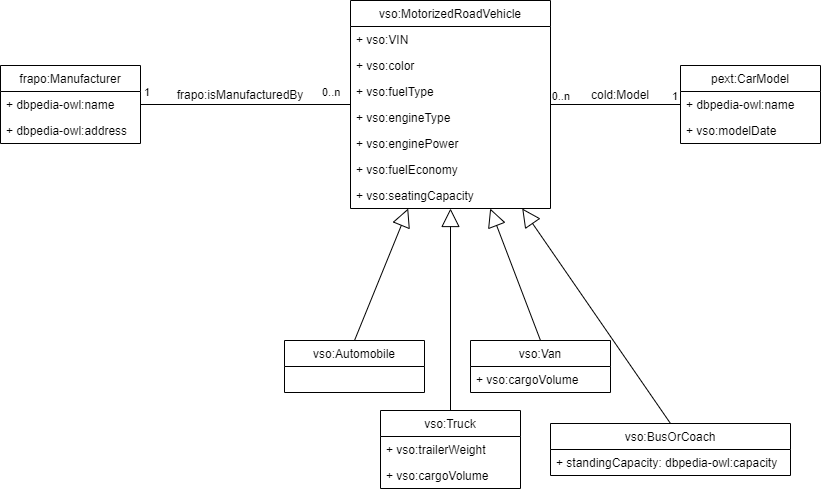 vso:MotorizedRoadVehicle
+ vso:VIN
+ vso:color
+ vso:fuelType
+ vso:engineType
+ vso:enginePower
+ vso:fuelEconomy
+ vso:seatingCapacity
frapo:Manufacturer
+ dbpedia-owl:name
+ dbpedia-owl:address
1
frapo:isManufacturedBy
0..n
0..n
cold:Model
1
pext:CarModel
+ dbpedia-owl:name
+ vso:modelDate
vso:Automobile
vso:Van
+ vso:cargoVolume
vso:Truck
+ vso:trailerWeight
+ vso:cargoVolume
vso:BusOrCoach
+ standingCapacity: dbpedia-owl:capacity